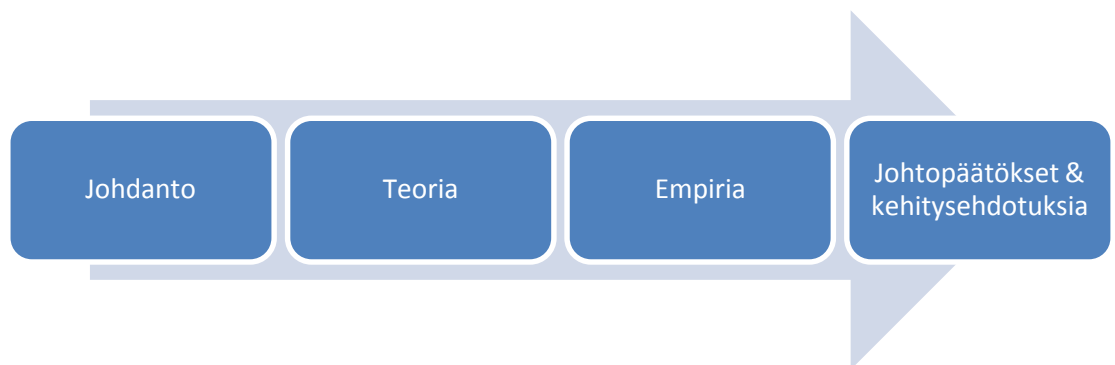 Johdanto
Teoria
Empiria
Johtopäätökset &
kehitysehdotuksia